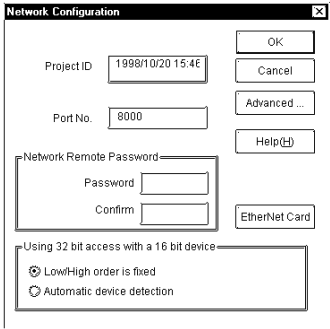 Network Configuration
OK
Project ID 1998/10/20 15:46
Cancel
Advanced ...
Port No. 8000
Help(H)
Network Remote Password
Password
Confirm
EtherNet Card
Using 32 bit access with a 16 bit device
Low/High order is fixed
Automatic device detection